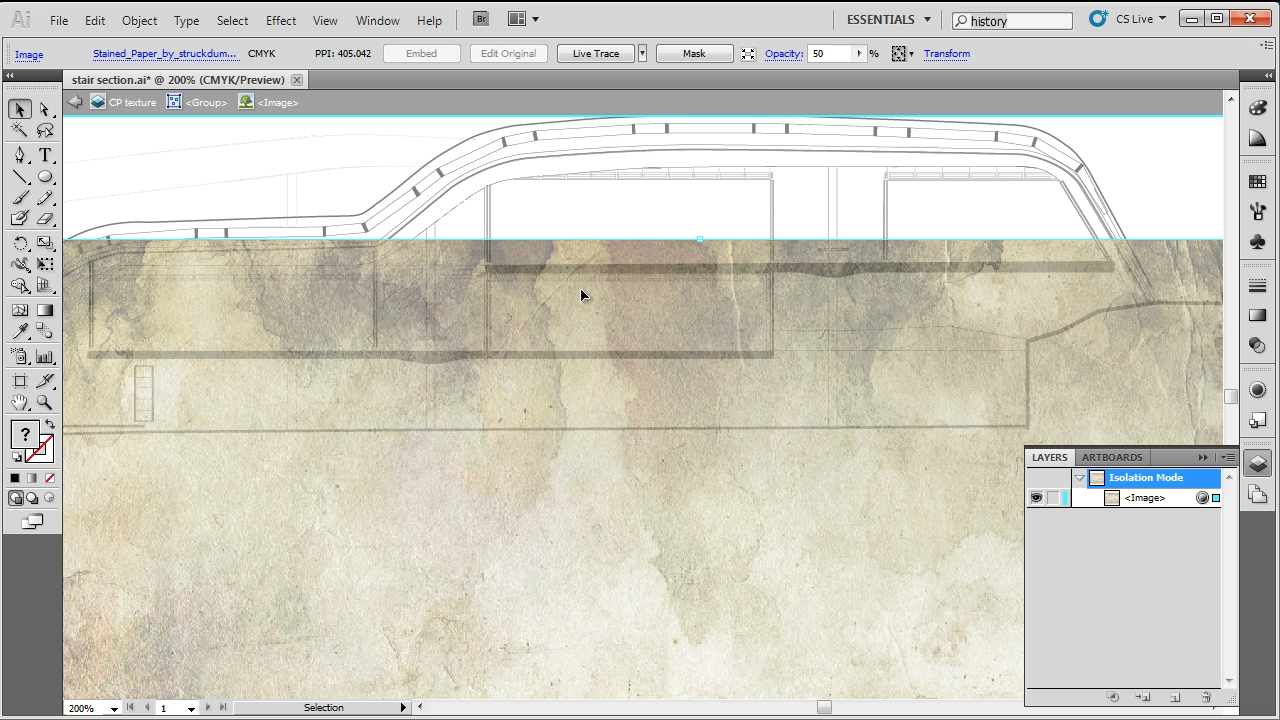 Ai File Edit Object Type Select Effect View Window Help Br ESSENTIALS history CS Live
Image Stained_Paper_by_struckdum... CMYK PPI: 405.042 Embed Edit Original Live Trace Mask Opacity: 50 % Transform
stair section.ai* @ 200% (CMYK/Preview)
CP texture <Group> <Image>
T
?
LAYERS ARTBOARDS
Isolation Mode
<Image>
200% 1 Selection